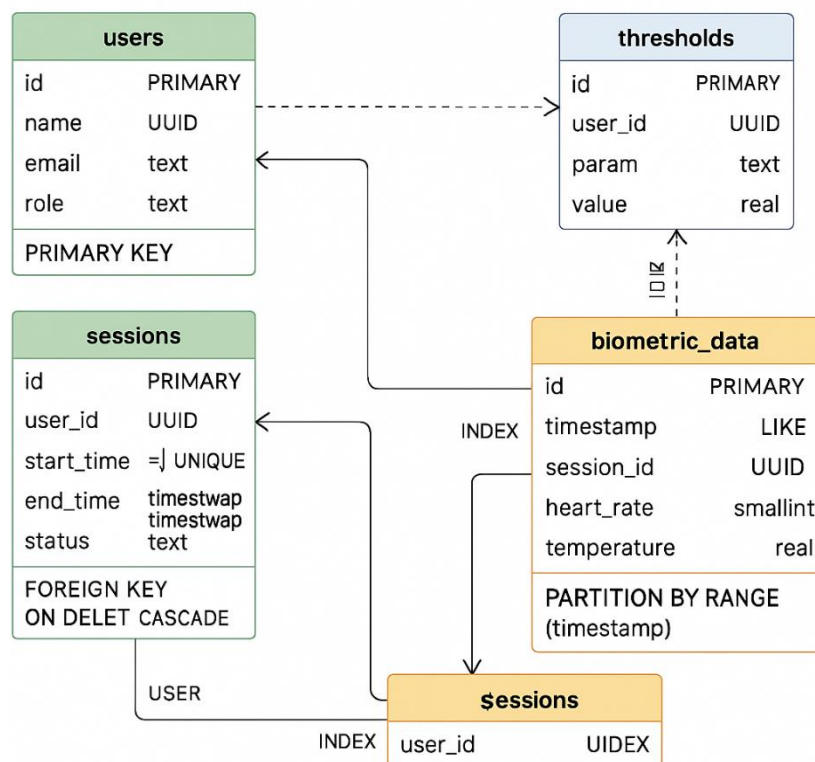 users
id PRIMARY
name UUID
email text
role text
PRIMARY KEY
thresholds
id PRIMARY
user_id UUID
param text
value real
sessions
id PRIMARY
user_id UUID
start_time UNIQUE
end_time timestwap
timestwap
status text
FOREIGN KEY
ON DELET CASCADE
biometric_data
id PRIMARY
timestamp LIKE
session_id UUID
heart_rate smallint
temperature real
PARTITION BY RANGE
(timestamp)
INDEX
USER
INDEX
$essions
user_id UIDEX